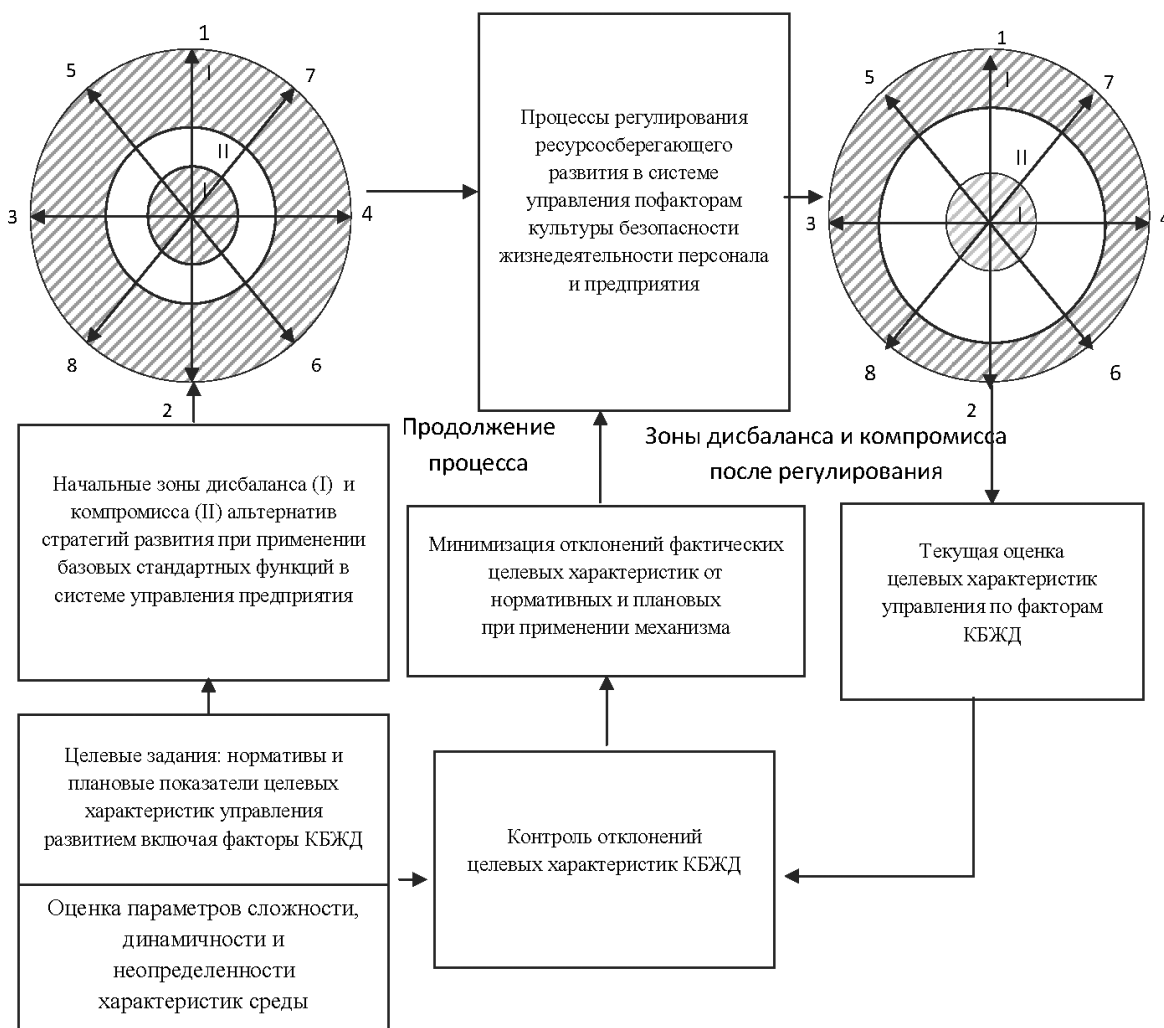 1
5
7
I
II
I
3
4
8
6
2
Процессы регулирования
ресурсосберегающего
развития в системе
управления пофакторам
культуры безопасности
жизнедеятельности персонала
и предприятия
1
5
7
I
II
I
3
4
8
6
2
Продолжение
процесса
Зоны дисбаланса и компромисса
после регулирования
Начальные зоны дисбаланса (I) и
компромисса (II) альтернатив
стратегий развития при применении
базовых стандартных функций в
системе управления предприятия
Минимизация отклонений фактических
целевых характеристик от
нормативных и плановых
при применении механизма
Текущая оценка
целевых характеристик
управления по факторам
КБЖД
Целевые задания: нормативы и
плановые показатели целевых
характеристик управления
развитием включая факторы КБЖД
Контроль отклонений
целевых характеристик КБЖД
Оценка параметров сложности,
динамичности и
неопределенности
характеристик среды